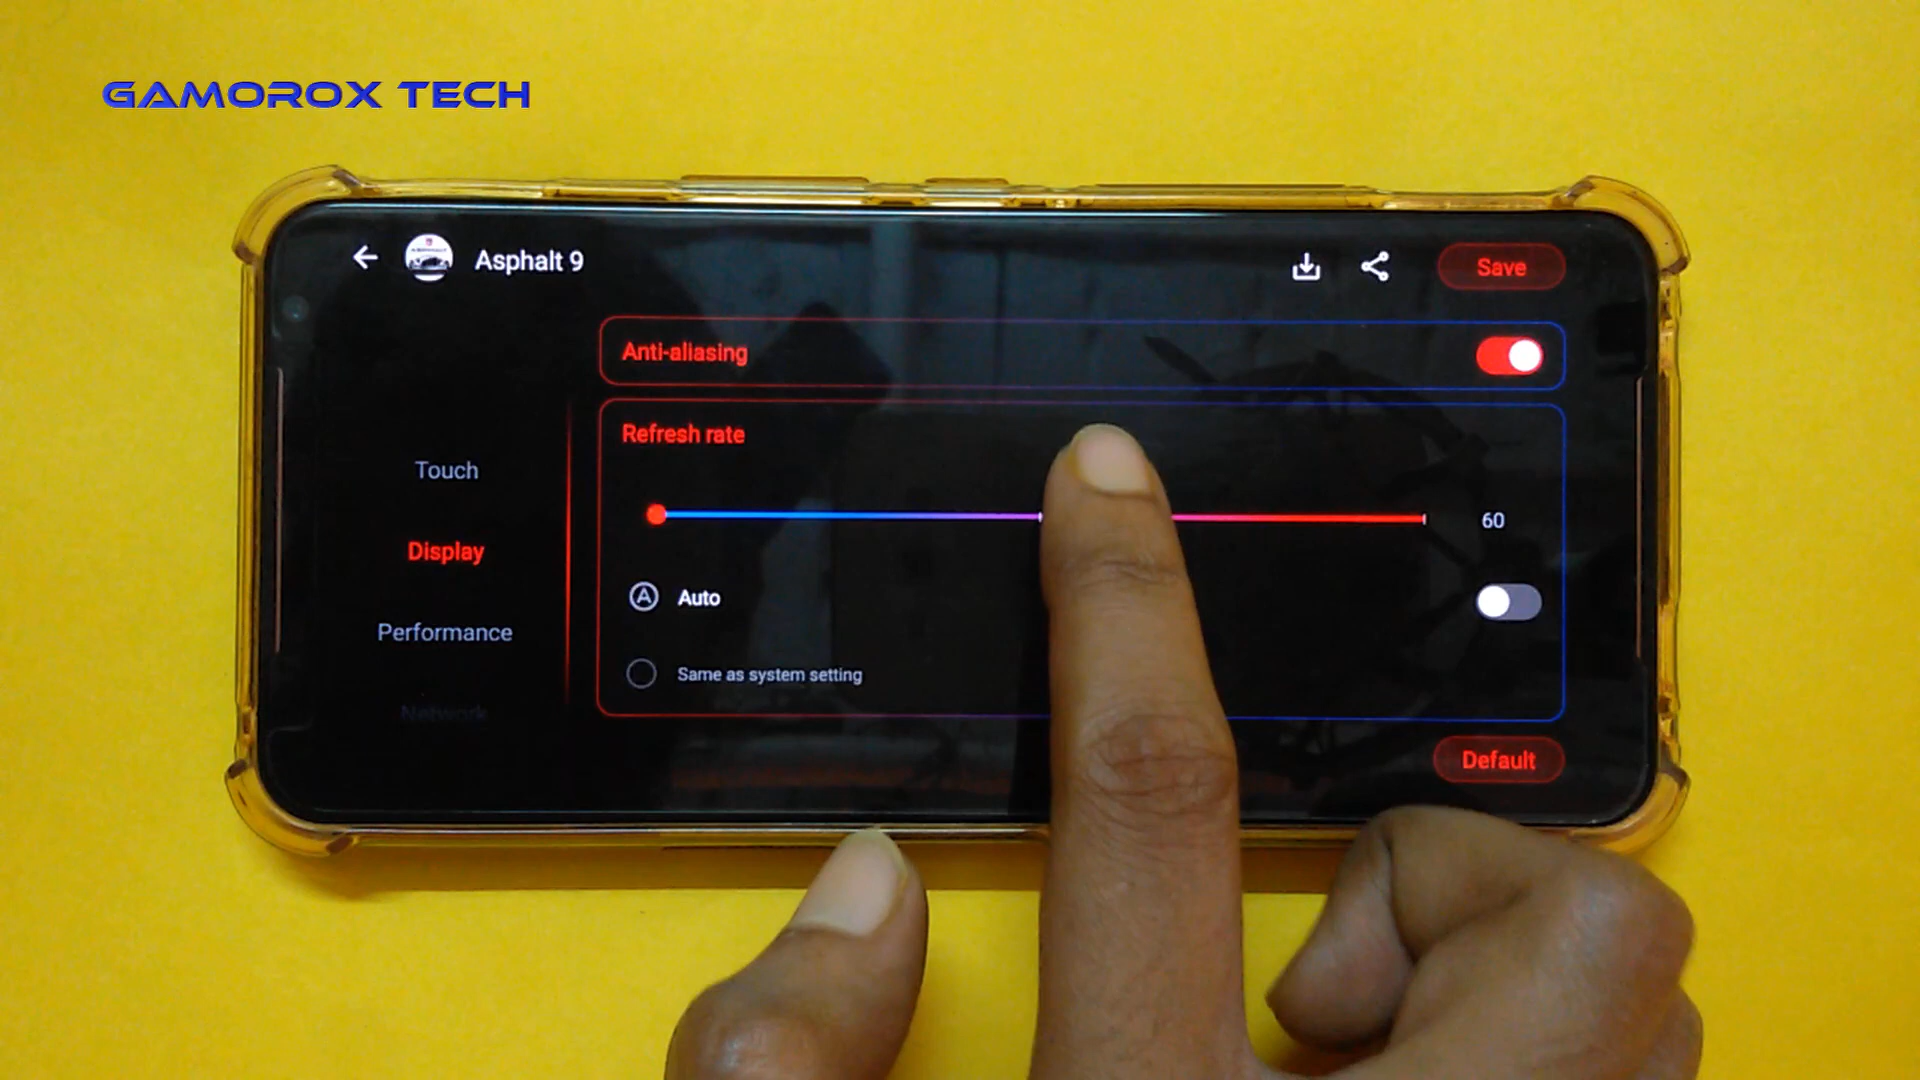 GAMOROX TECH
Asphalt 9
Save
Anti-aliasing
Refresh rate
Touch
60
Display
A Auto
Performance
Same as system setting
Network
Default